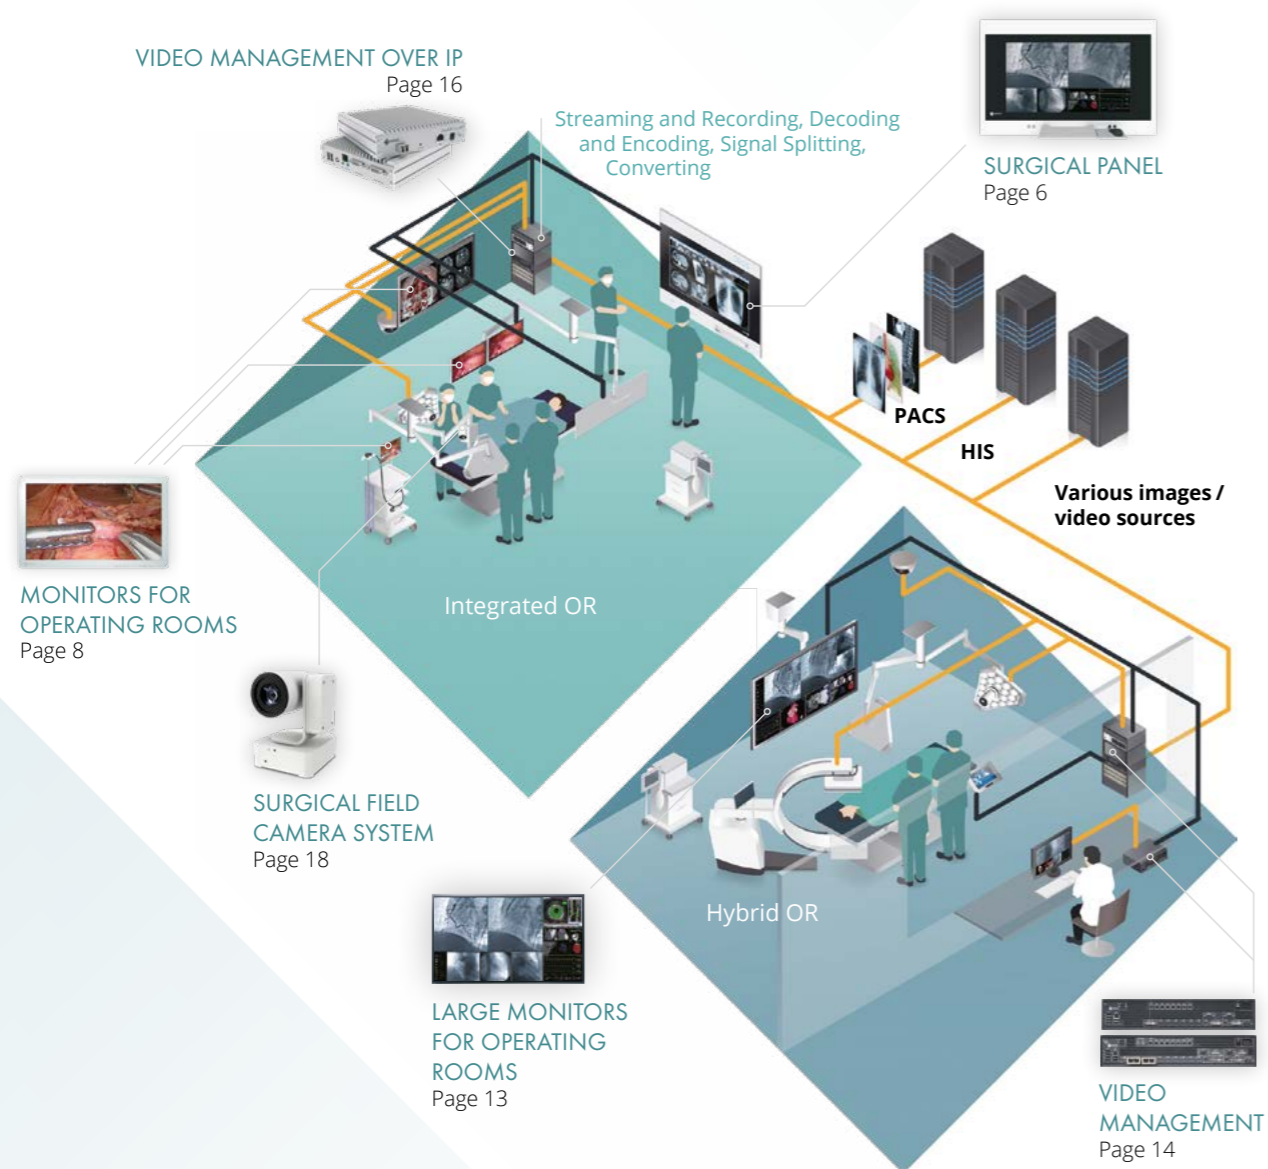 VIDEO MANAGEMENT OVER IP
Page 16
Streaming and Recording, Decoding
and Encoding, Signal Splitting,
Converting
SURGICAL PANEL
Page 6
PACS
HIS
Various images /
video sources
MONITORS FOR
OPERATING ROOMS
Page 8
Integrated OR
SURGICAL FIELD
CAMERA SYSTEM
Page 18
Hybrid OR
LARGE MONITORS
FOR OPERATING
ROOMS
Page 13
VIDEO
MANAGEMENT
Page 14